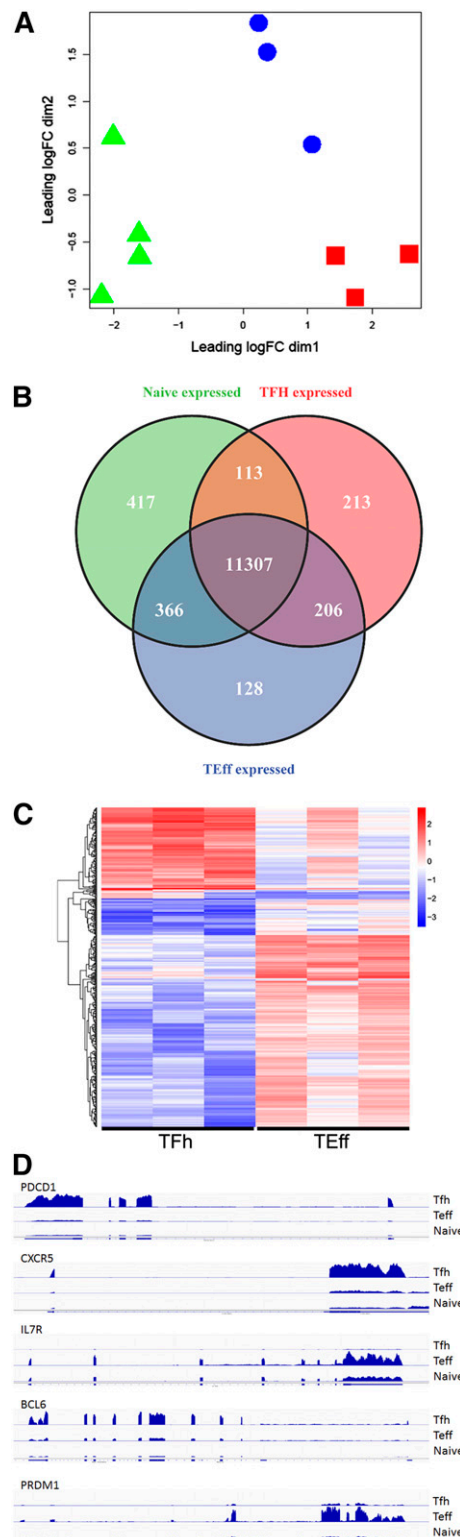 A
Leading logFC dim2
1.5
1.0
0.5
0.0
−0.5
−1.0
−2 −1 0 1 2
Leading logFC dim1
B
Naive expressed TFH expressed
417 113 213
11307
366 206
128
TEff expressed
C
2
1
0
−1
−2
−3
TFh TEff
D
PDCD1
Tfh
Teff
Naive
CXCR5
Tfh
Teff
Naive
IL7R
Tfh
Teff
Naive
BCL6
Tfh
Teff
Naive
PRDM1
Tfh
Teff
Naive